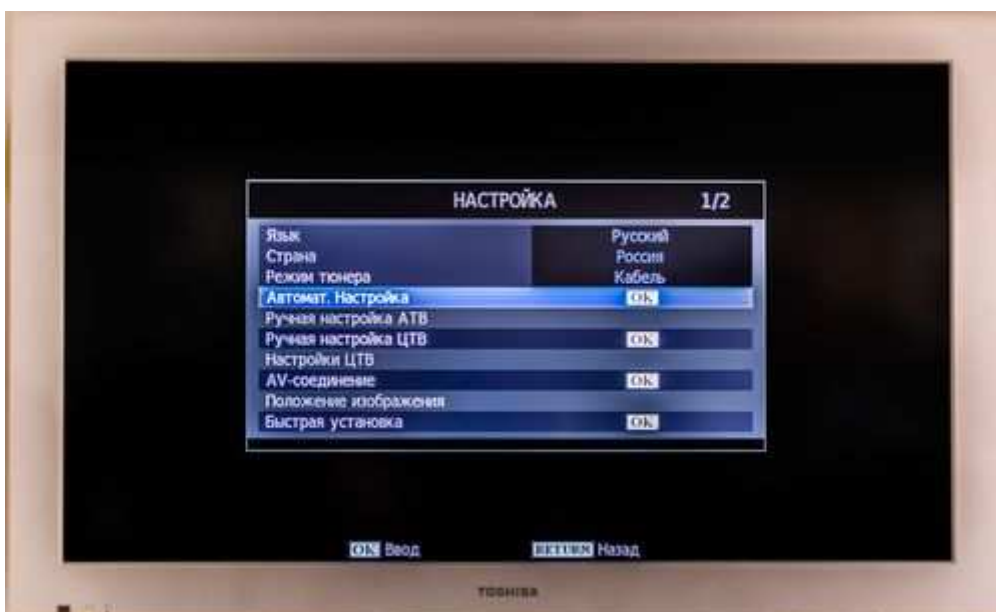 НАСТРОЙКА 1/2
Язык Русский
Страна Россия
Режим тюнера Кабель
Автомат. Настройка OK
Ручная настройка АТВ
Ручная настройка ЦТВ OK
Настройки ЦТВ
AV-соединение OK
Положение изображения
Быстрая установка OK
OK Ввод RETURN Назад
TOSHIBA